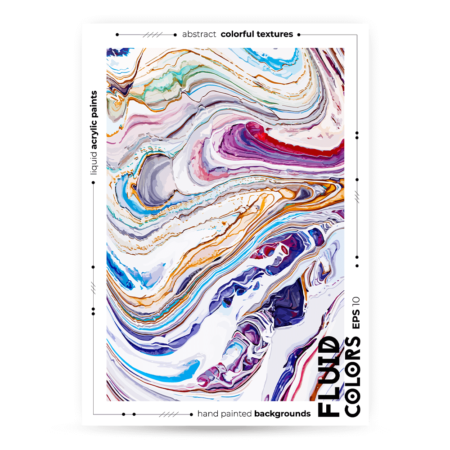 abstract colorful textures
liquid acrylic paints
FLUID
COLORS EPS 10
hand painted backgrounds